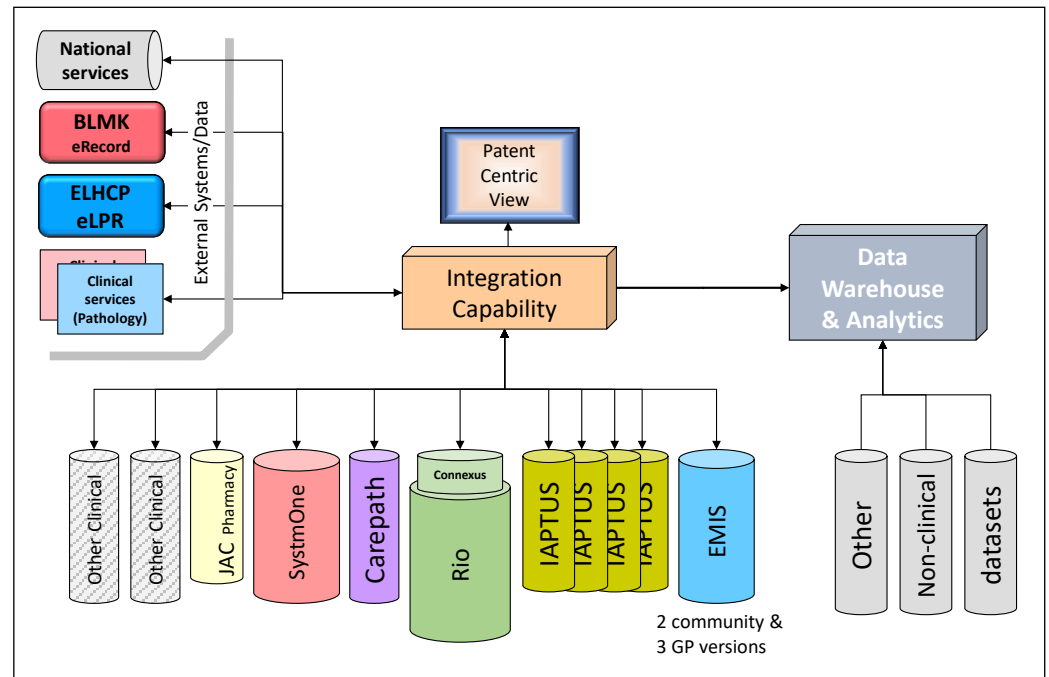 National
services
BLMK
eRecord
ELHCP
eLPR
Clinical
Clinical
services
(Pathology)
External Systems/Data
Patent
Centric
View
Integration
Capability
Data
Warehouse
& Analytics
Other Clinical
Other Clinical
JAC Pharmacy
SystmOne
Carepath
Connexus
Rio
IAPTUS
IAPTUS
IAPTUS
IAPTUS
EMIS
2 community &
3 GP versions
Other
Non-clinical
datasets